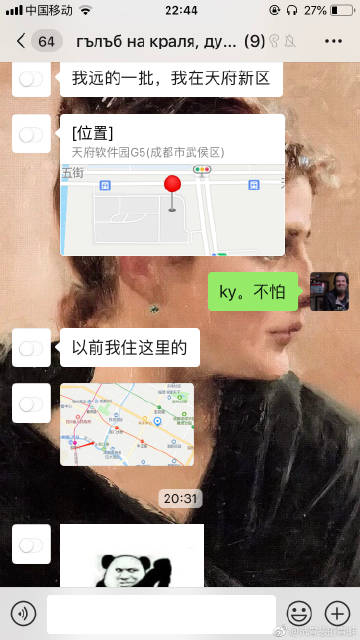 中国移动
22:44
27%
64
гълъб на краля, ду... (9)
我远的一批，我在天府新区
[位置]
天府软件园G5(成都市武侯区)
五街
天
ky。不怕
以前我住这里的
20:31